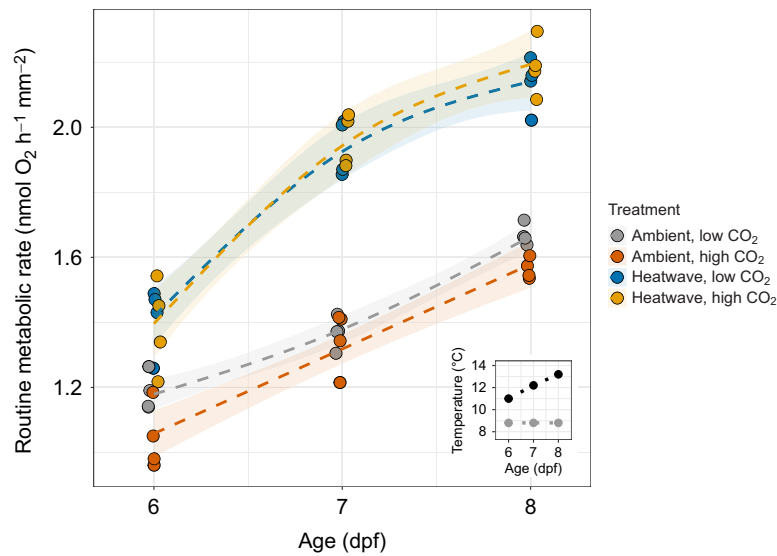 Routine metabolic rate (nmol O₂ h⁻¹ mm⁻²)
2.0
1.6
1.2
6
7
8
Age (dpf)
Treatment
Ambient, low CO₂
Ambient, high CO₂
Heatwave, low CO₂
Heatwave, high CO₂
Temperature (°C)
14
12
10
8
6
7
8
Age (dpf)